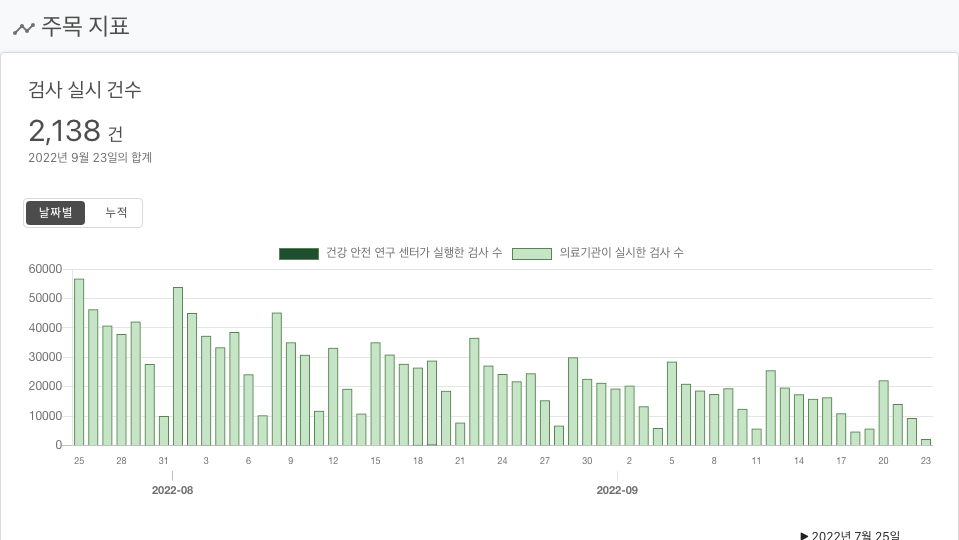 주목 지표
검사 실시 건수
2,138 건
2022년 9월 23일의 합계
날짜별 누적
건강 안전 연구 센터가 실행한 검사 수 의료기관이 실시한 검사 수
60000
50000
40000
30000
20000
10000
0
25 28 31 3 6 9 12 15 18 21 24 27 30 2 5 8 11 14 17 20 23
2022-08 2022-09
▶ 2022년 7월 25일